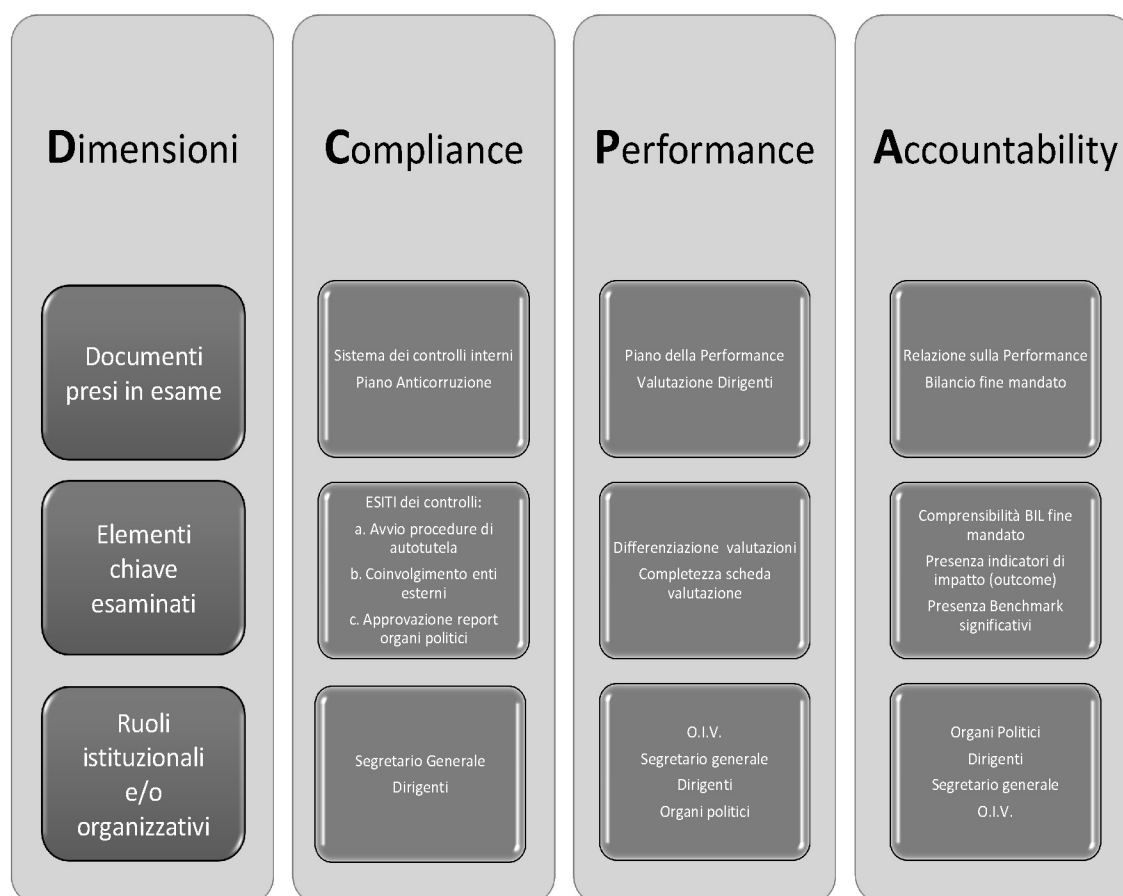 Dimensioni
Documenti
presi in esame
Elementi
chiave
esaminati
Ruoli
istituzionali
e/o
organizzativi
Compliance
Sistema dei controlli interni
Piano Anticorruzione
ESITI dei controlli:
a. Avvio procedure di
autotutela
b. Coinvolgimento enti
esterni
c. Approvazione report
organi politici
Segretario Generale
Dirigenti
Performance
Piano della Performance
Valutazione Dirigenti
Differenziazione valutazioni
Completezza scheda
valutazione
O.I.V.
Segretario generale
Dirigenti
Organi politici
Accountability
Relazione sulla Performance
Bilancio fine mandato
Comprensibilità BIL fine
mandato
Presenza indicatori di
impatto (outcome)
Presenza Benchmark
significativi
Organi Politici
Dirigenti
Segretario generale
O.I.V.